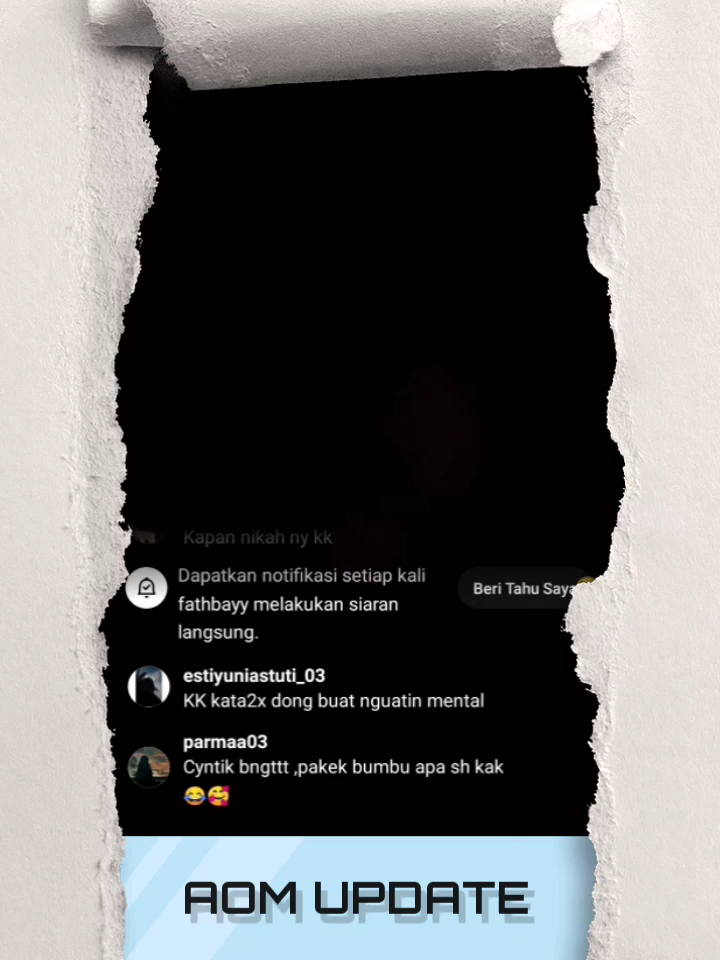 Kapan nikah ny kk
Dapatkan notifikasi setiap kali
fathbayy melakukan siaran
langsung.
Beri Tahu Saya
estiyuniastuti_03
KK kata2x dong buat nguatin mental
parmaa03
Cyntik bngttt ,pakek bumbu apa sh kak
😂🥰
AOM UPDATE